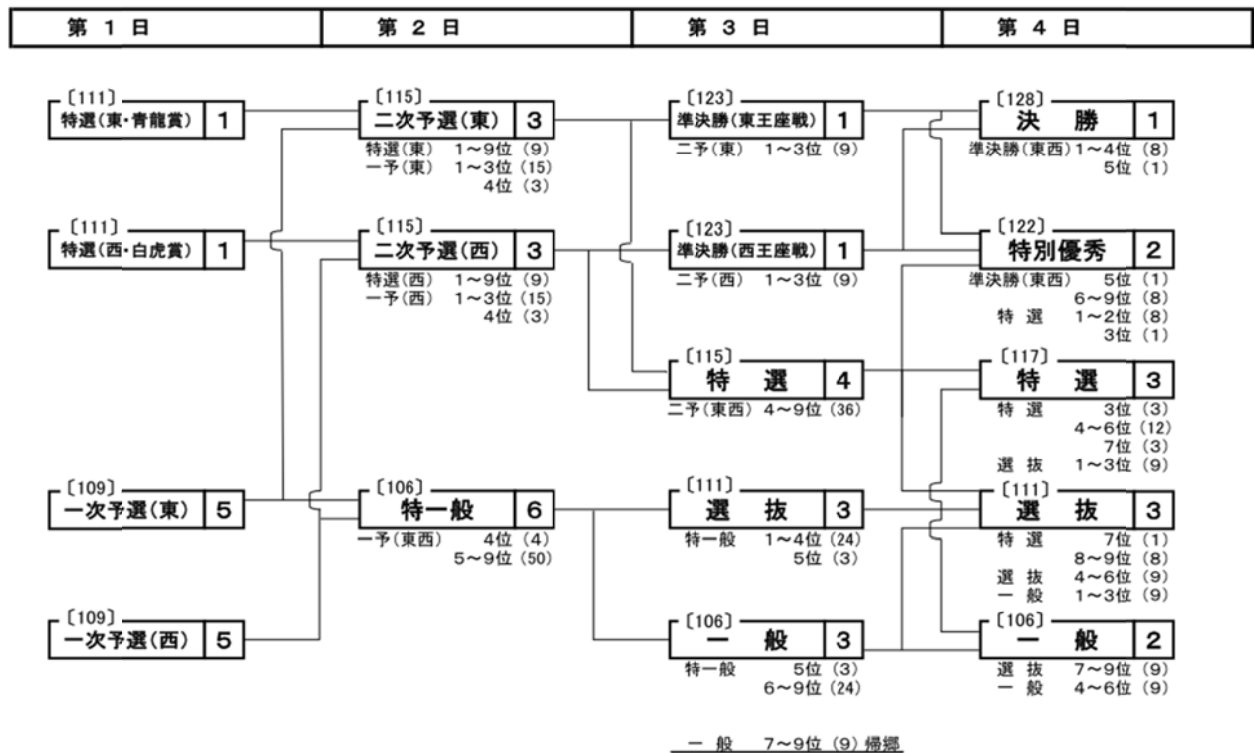 第 1 日
第 2 日
第 3 日
第 4 日
〔111〕
特選(東・青龍賞) 1
〔115〕
二次予選(東) 3
特選(東) 1〜9位 (9)
一予(東) 1〜3位 (15)
4位 (3)
〔123〕
準決勝(東王座戦) 1
二予(東) 1〜3位 (9)
〔128〕
決 勝 1
準決勝(東西) 1〜4位 (8)
5位 (1)
〔111〕
特選(西・白虎賞) 1
〔115〕
二次予選(西) 3
特選(西) 1〜9位 (9)
一予(西) 1〜3位 (15)
4位 (3)
〔123〕
準決勝(西王座戦) 1
二予(西) 1〜3位 (9)
〔122〕
特別優秀 2
準決勝(東西) 5位 (1)
6〜9位 (8)
特 選 1〜2位 (8)
3位 (1)
〔115〕
特 選 4
二予(東西) 4〜9位 (36)
〔117〕
特 選 3
特 選 3位 (3)
4〜6位 (12)
7位 (3)
選 抜 1〜3位 (9)
〔109〕
一次予選(東) 5
〔106〕
特一般 6
一予(東西) 4位 (4)
5〜9位 (50)
〔111〕
選 抜 3
特一般 1〜4位 (24)
5位 (3)
〔111〕
選 抜 3
特 選 7位 (1)
8〜9位 (8)
選 抜 4〜6位 (9)
一 般 1〜3位 (9)
〔109〕
一次予選(西) 5
〔106〕
一 般 3
特一般 5位 (3)
6〜9位 (24)
〔106〕
一 般 2
選 抜 7〜9位 (9)
一 般 4〜6位 (9)
一 般 7〜9位 (9) 帰郷